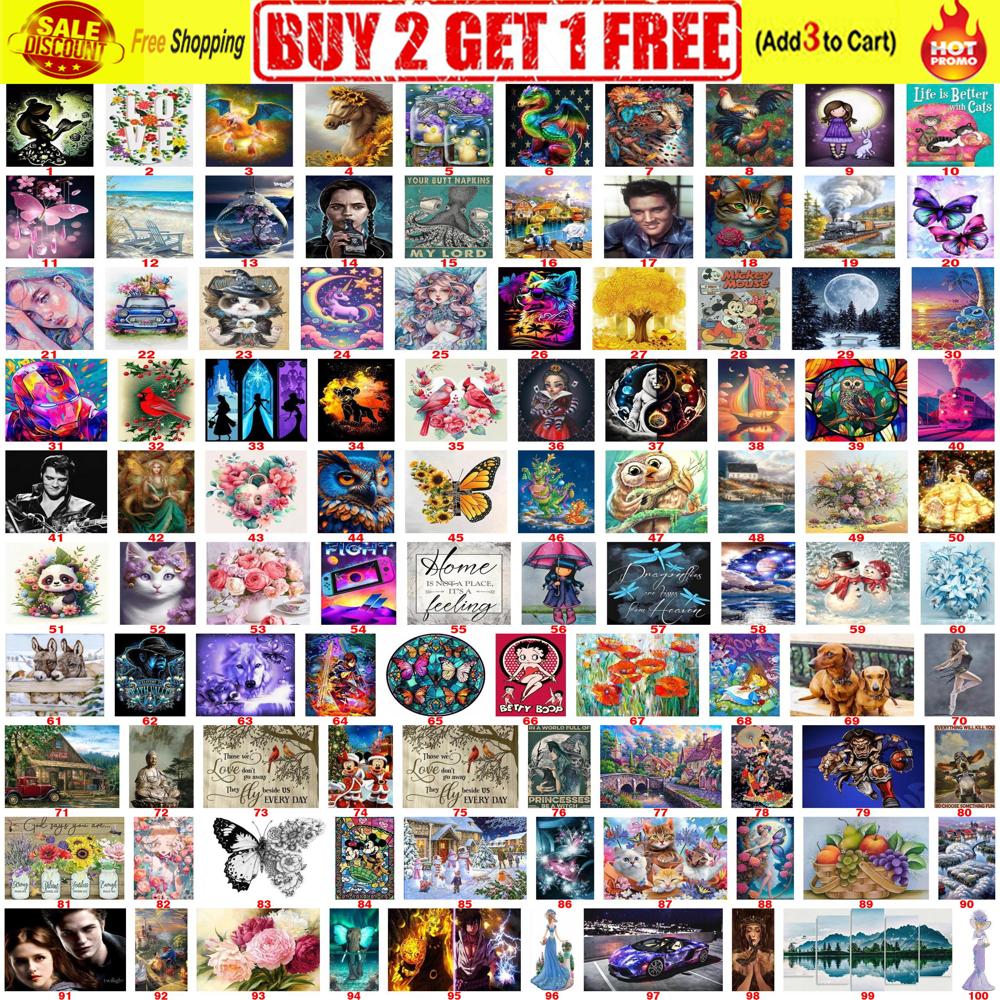 SALE
DISCOUNT
Free Shopping
BUY 2 GET 1 FREE
(Add 3 to Cart)
HOT
PROMO
LOVE
Life is Better
with Cats
1 2 3 4 5 6 7 8 9 10
YOUR BUTT NAPKINS
MY LORD
11 12 13 14 15 16 17 18 19 20
Mickey
Mouse
21 22 23 24 25 26 27 28 29 30
31 32 33 34 35 36 37 38 39 40
41 42 43 44 45 46 47 48 49 50
FIGHT
Home
IS NOT A PLACE,
IT'S A
feeling
Dragonflies
are kisses
from Heaven
51 52 53 54 55 56 57 58 59 60
BETTY BOOP
61 62 63 64 65 66 67 68 69 70
Those we
Love don't
go away
They fly beside US
EVERY DAY
Those we
Love don't
go away
They fly beside US
EVERY DAY
IN A WORLD FULL OF
PRINCESSES
BE A WITCH
EVERYTHING WILL KILL YOU
SO CHOOSE SOMETHING FUN
71 72 73 74 75 76 77 78 79 80
God says you are...
Strong
Enough
81 82 83 84 85 86 87 88 89 90
twilight
91 92 93 94 95 96 97 98 99 100